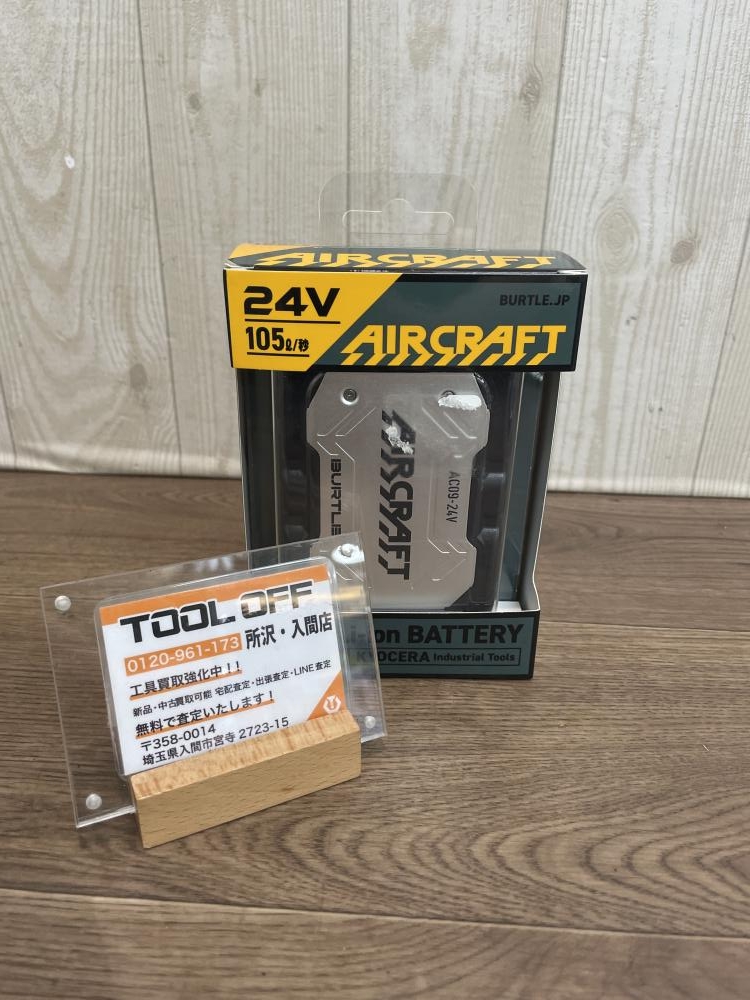 AIRCRAFT
24V
105ℓ/秒
BURTLE.JP
AIRCRAFT
BURTLE
AIRCRAFT
AC09-24V
Li-ion BATTERY
KYOCERA Industrial Tools
TOOL OFF
0120-961-173 所沢・入間店
工具買取強化中!!
新品・中古買取可能 宅配査定・出張査定・LINE査定
無料で査定いたします!
〒358-0014
埼玉県入間市宮寺 2723-15